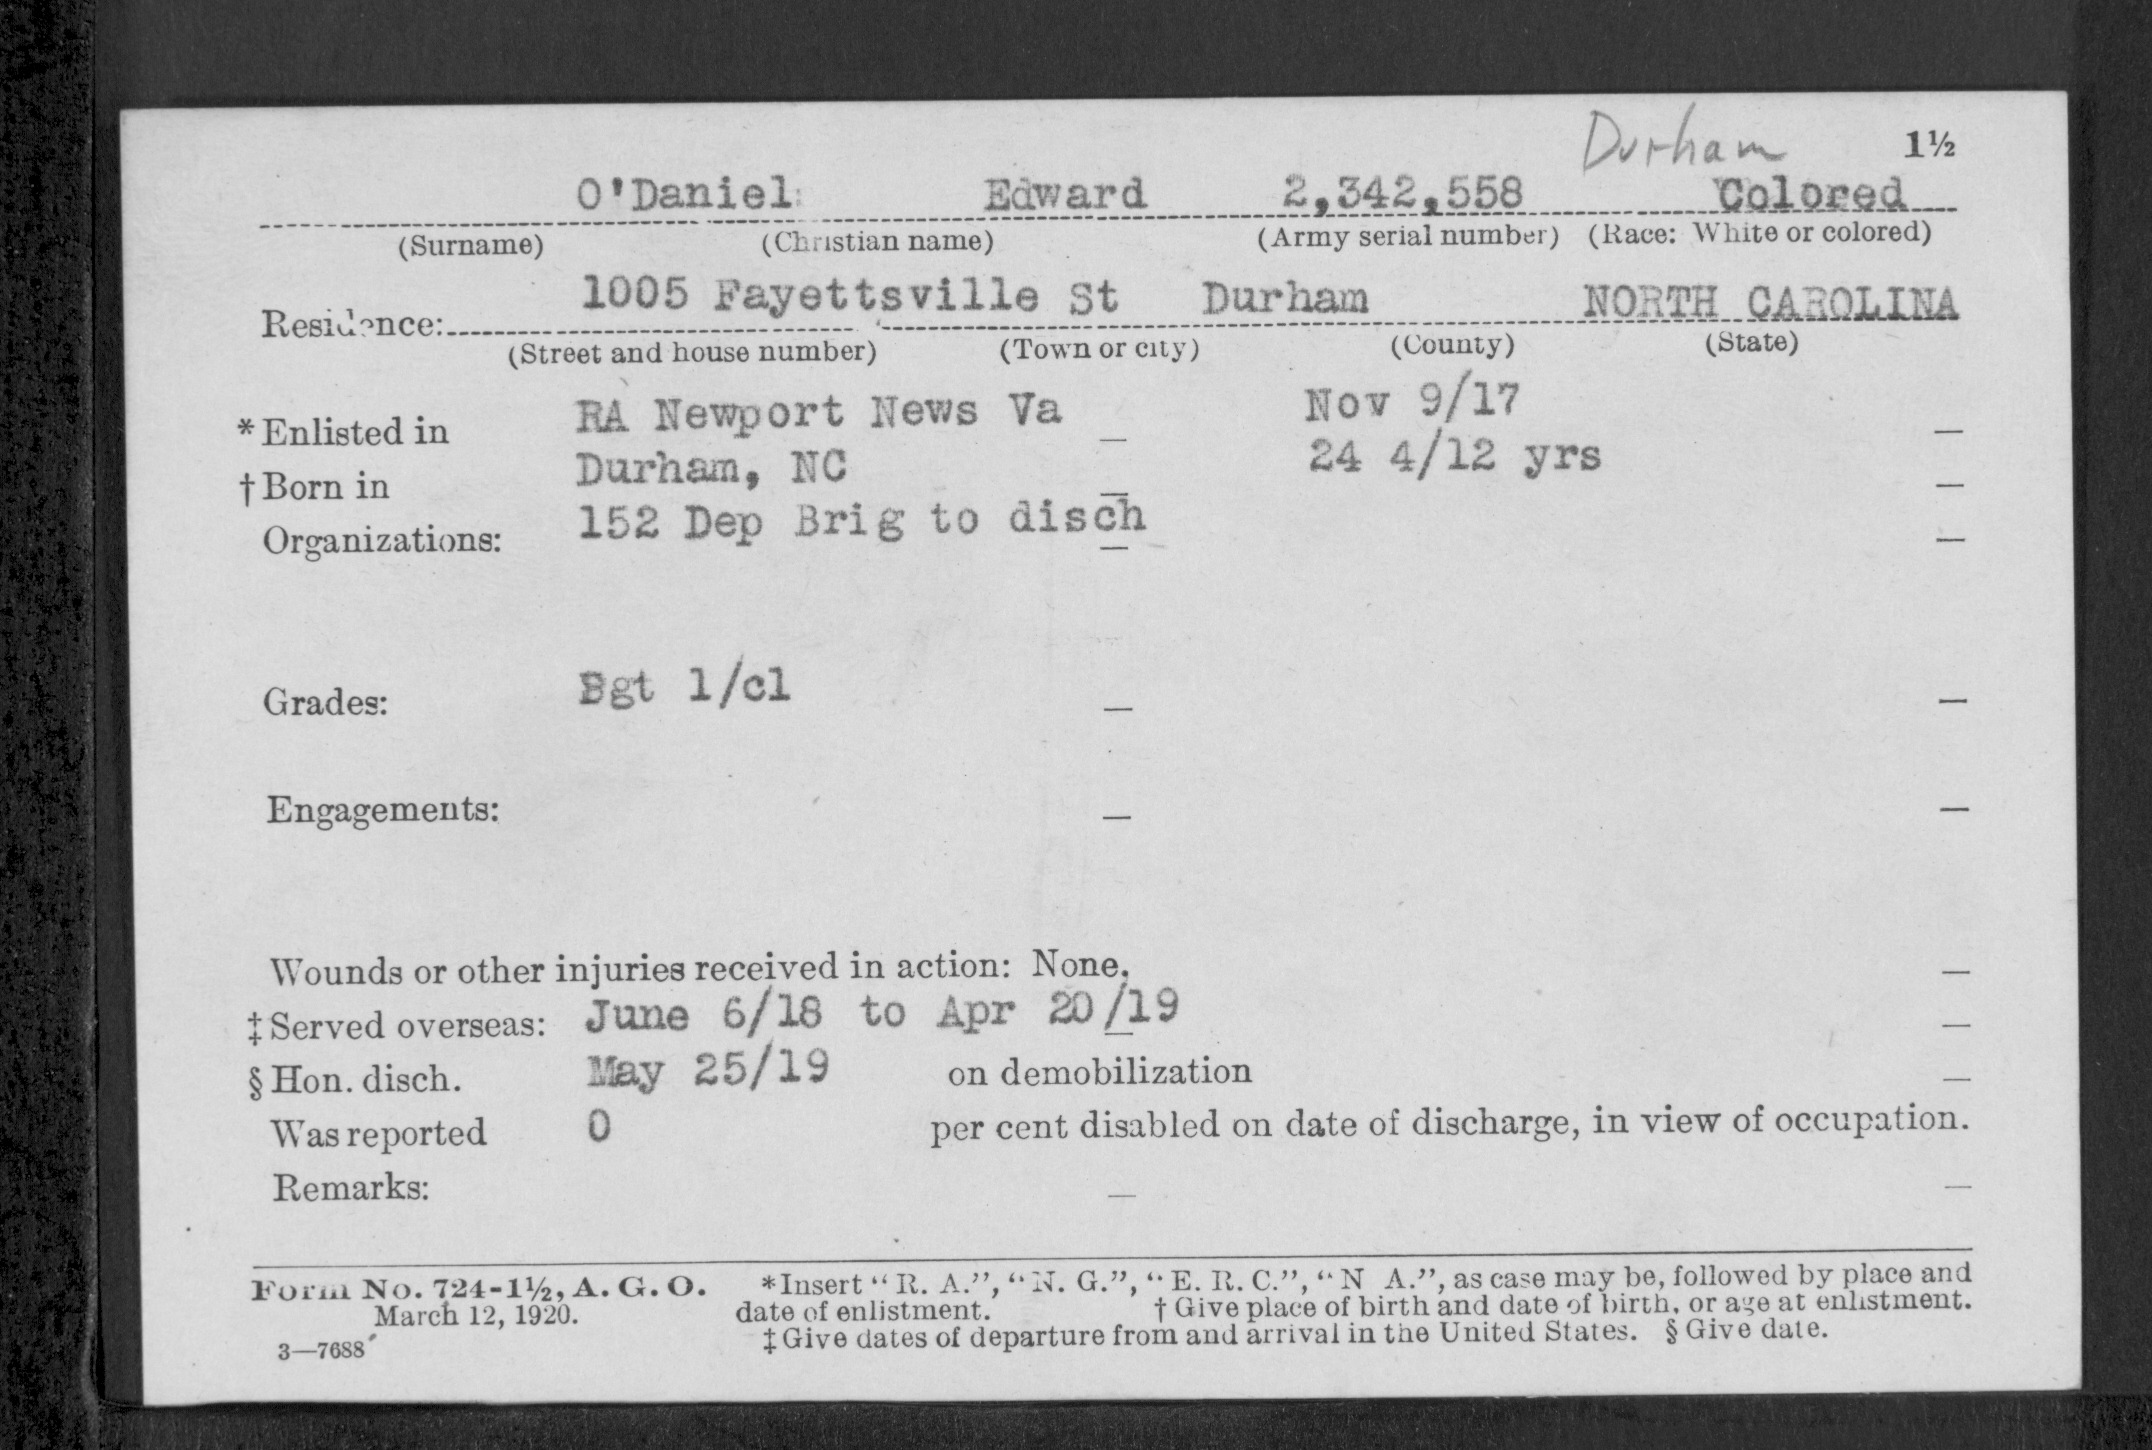 Durham 1½
O'Daniel Edward 2,342,558 Colored
(Surname) (Christian name) (Army serial number) (Race: White or colored)
1005 Fayettsville St Durham NORTH CAROLINA
Residence:
(Street and house number) (Town or city) (County) (State)
*Enlisted in RA Newport News Va Nov 9/17
†Born in Durham, NC 24 4/12 yrs
Organizations: 152 Dep Brig to disch
Grades: Sgt 1/cl
Engagements:
Wounds or other injuries received in action: None.
‡Served overseas: June 6/18 to Apr 20/19
§Hon. disch. May 25/19 on demobilization
Was reported 0 per cent disabled on date of discharge, in view of occupation.
Remarks:
Form No. 724-1½, A. G. O. *Insert “R. A.”, “N. G.”, “E. R. C.”, “N A.”, as case may be, followed by place and
March 12, 1920. date of enlistment. †Give place of birth and date of birth, or age at enlistment.
3—7688 ‡Give dates of departure from and arrival in the United States. §Give date.